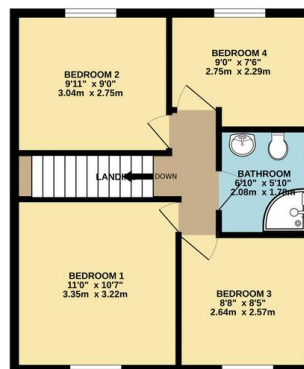 BEDROOM 2
9'11" x 9'0"
3.04m x 2.75m
BEDROOM 4
9'0" x 7'6"
2.75m x 2.29m
DOWN
BATHROOM
6'10" x 5'10"
2.08m x 1.78m
BEDROOM 1
11'0" x 10'7"
3.35m x 3.22m
BEDROOM 3
8'8" x 8'5"
2.64m x 2.57m